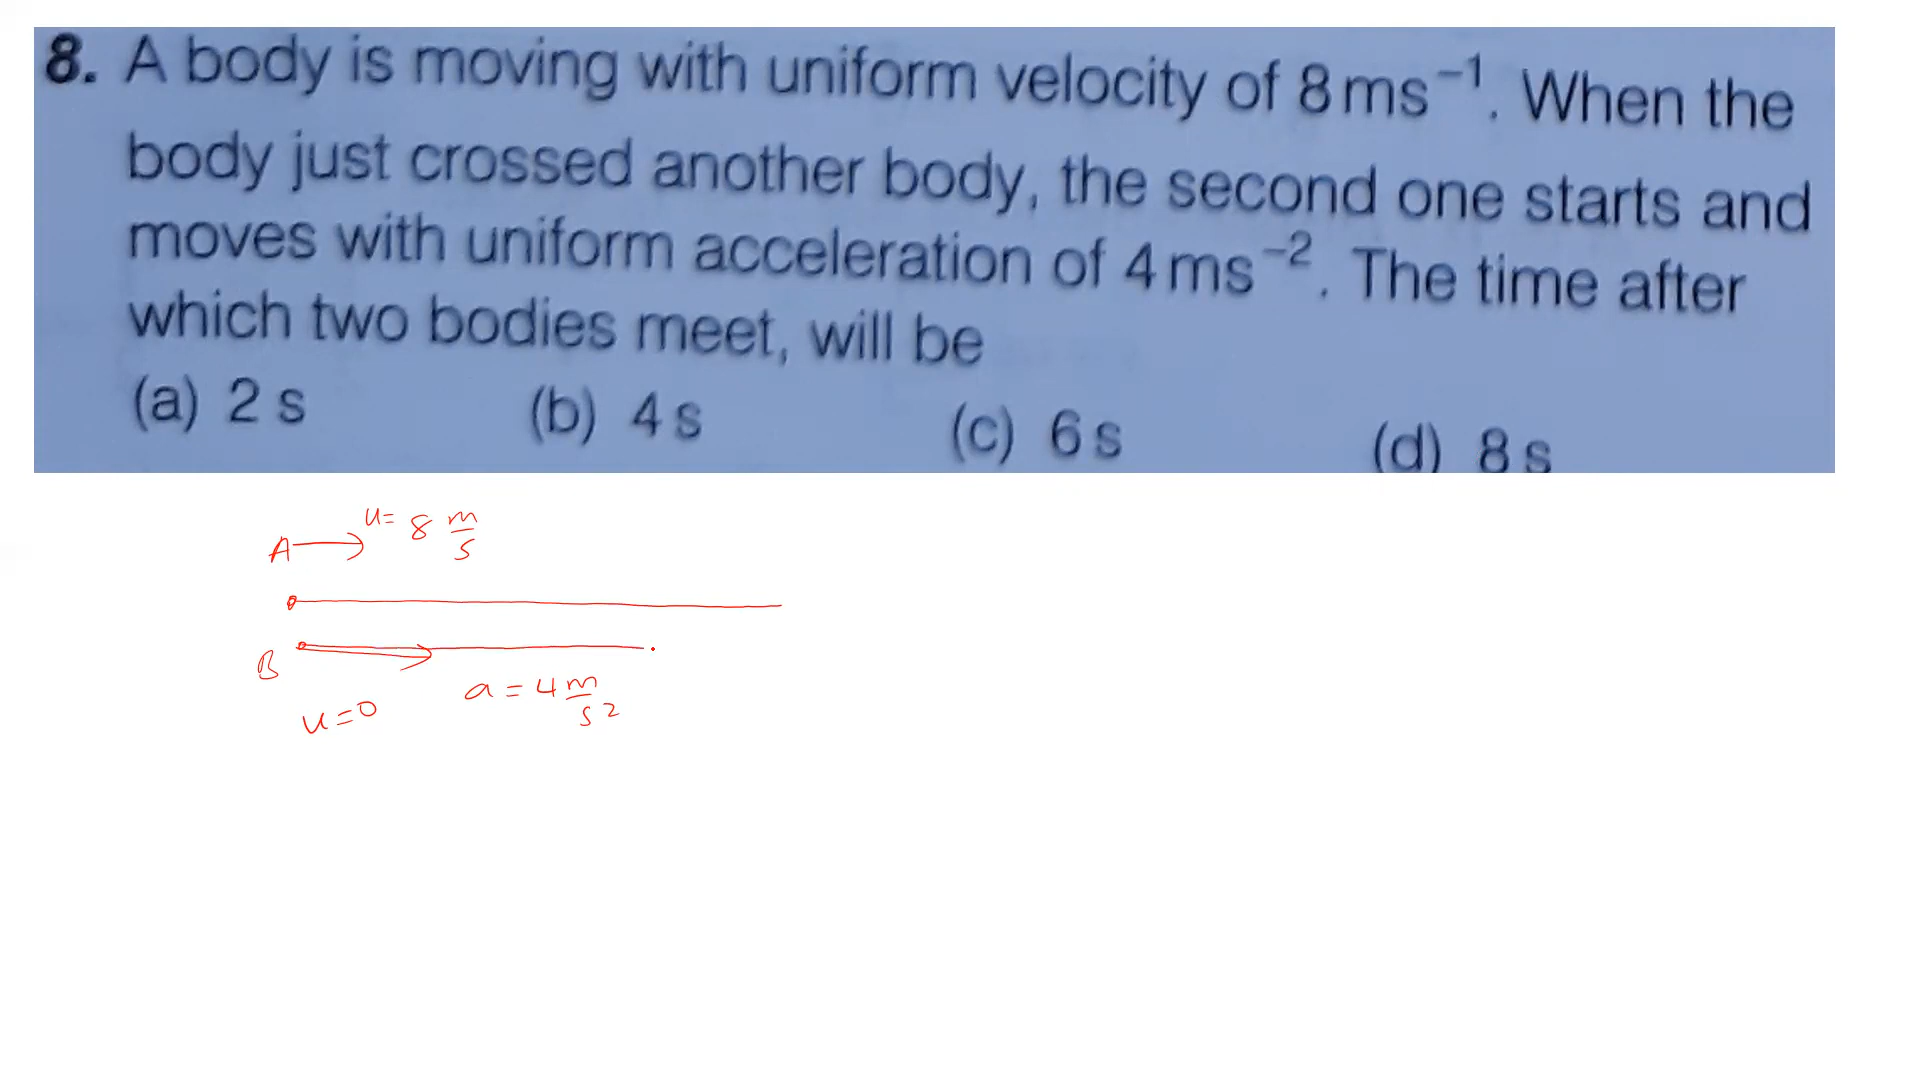 8. A body is moving with uniform velocity of 8 ms⁻¹. When the
body just crossed another body, the second one starts and
moves with uniform acceleration of 4 ms⁻². The time after
which two bodies meet, will be
(a) 2 s (b) 4 s (c) 6 s (d) 8 s
A → u = 8 m/s
B
u = 0 a = 4 m/s²